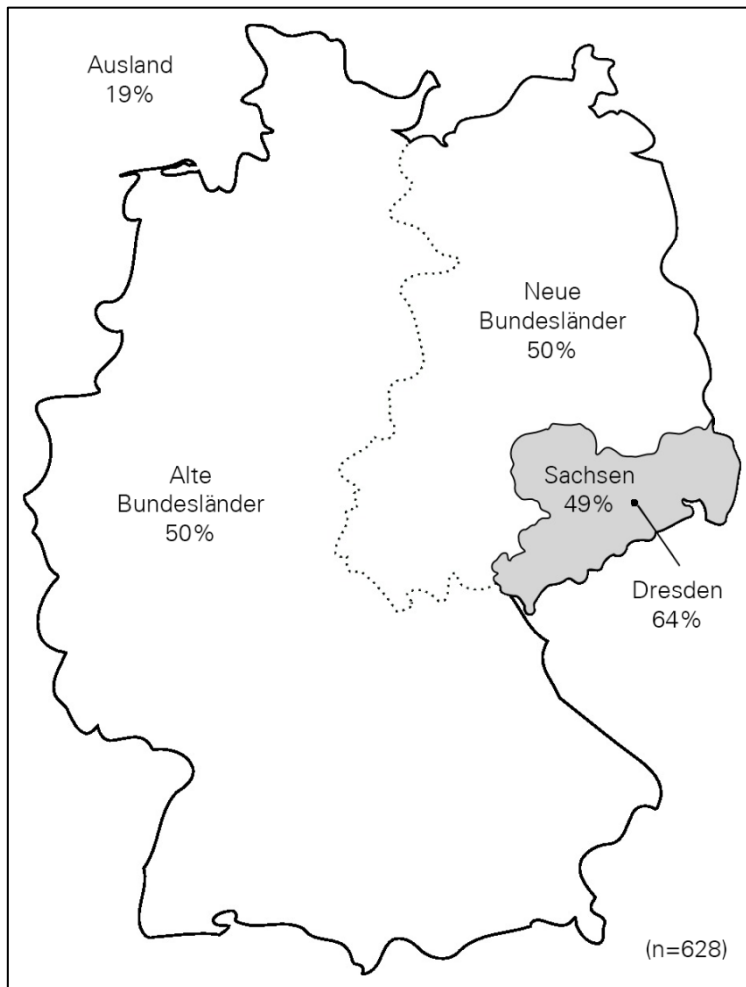 Ausland
19%
Neue
Bundesländer
50%
Alte
Bundesländer
50%
Sachsen
49%
Dresden
64%
(n=628)